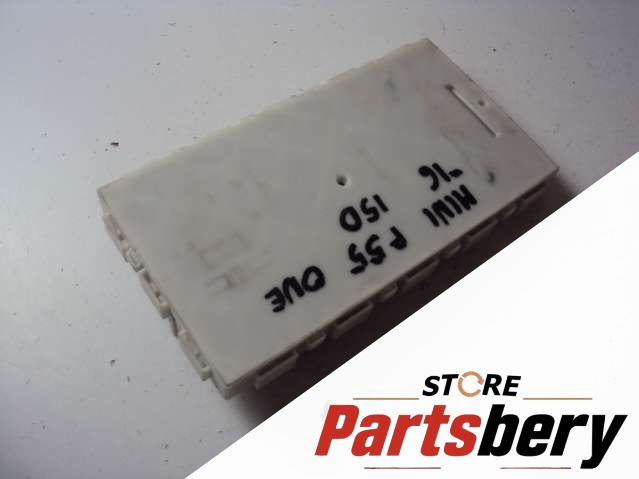 MINI F55 ONE
15D
-16
STORE
Partsbery